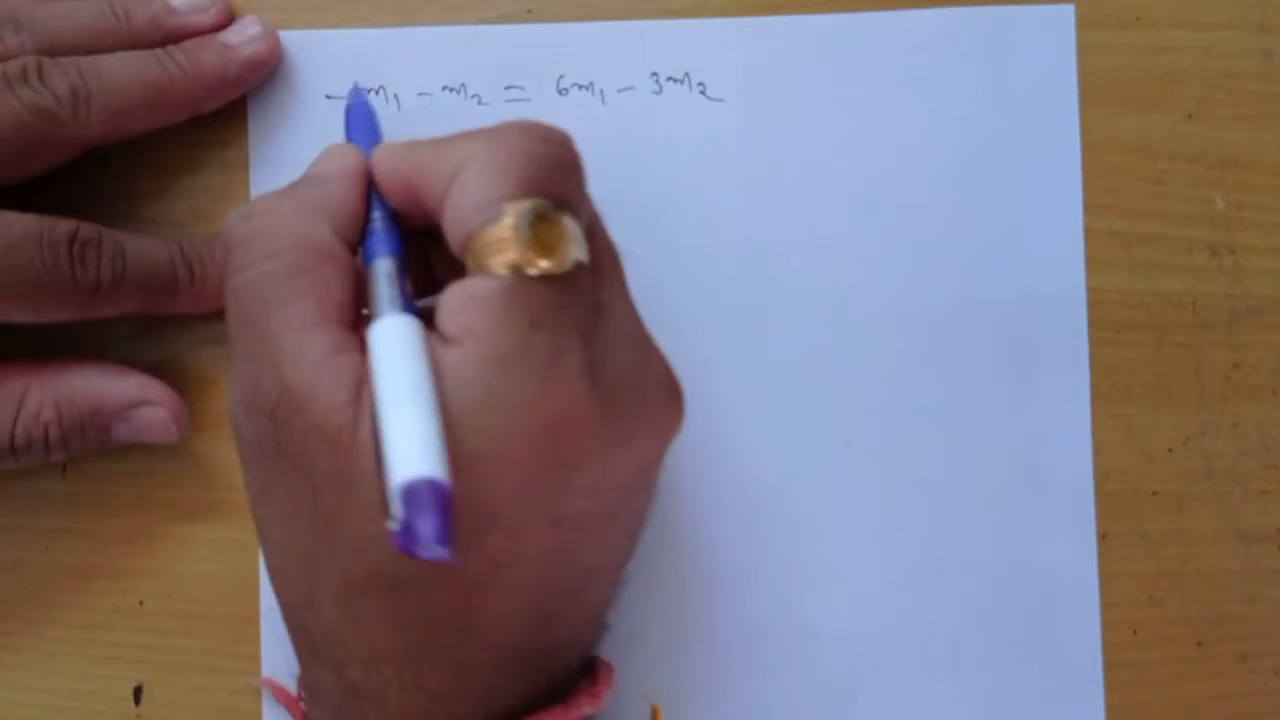 - m₁ - m₂ = 6m₁ - 3m₂